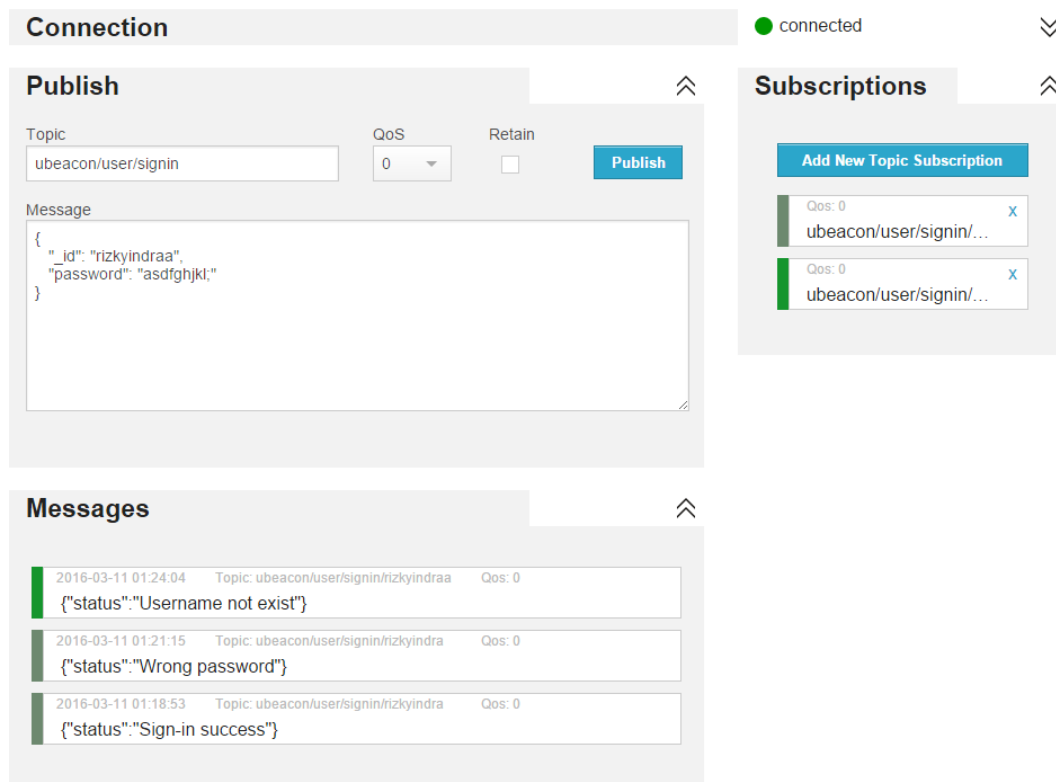 Connection
connected
Publish
Subscriptions
Topic QoS Retain
ubeacon/user/signin 0 Publish
Message
{
"_id": "rizkyindraa",
"password": "asdfghjkl;"
}
Add New Topic Subscription
Qos: 0 x
ubeacon/user/signin/...
Qos: 0 x
ubeacon/user/signin/...
Messages
2016-03-11 01:24:04 Topic: ubeacon/user/signin/rizkyindraa Qos: 0
{"status":"Username not exist"}
2016-03-11 01:21:15 Topic: ubeacon/user/signin/rizkyindra Qos: 0
{"status":"Wrong password"}
2016-03-11 01:18:53 Topic: ubeacon/user/signin/rizkyindra Qos: 0
{"status":"Sign-in success"}